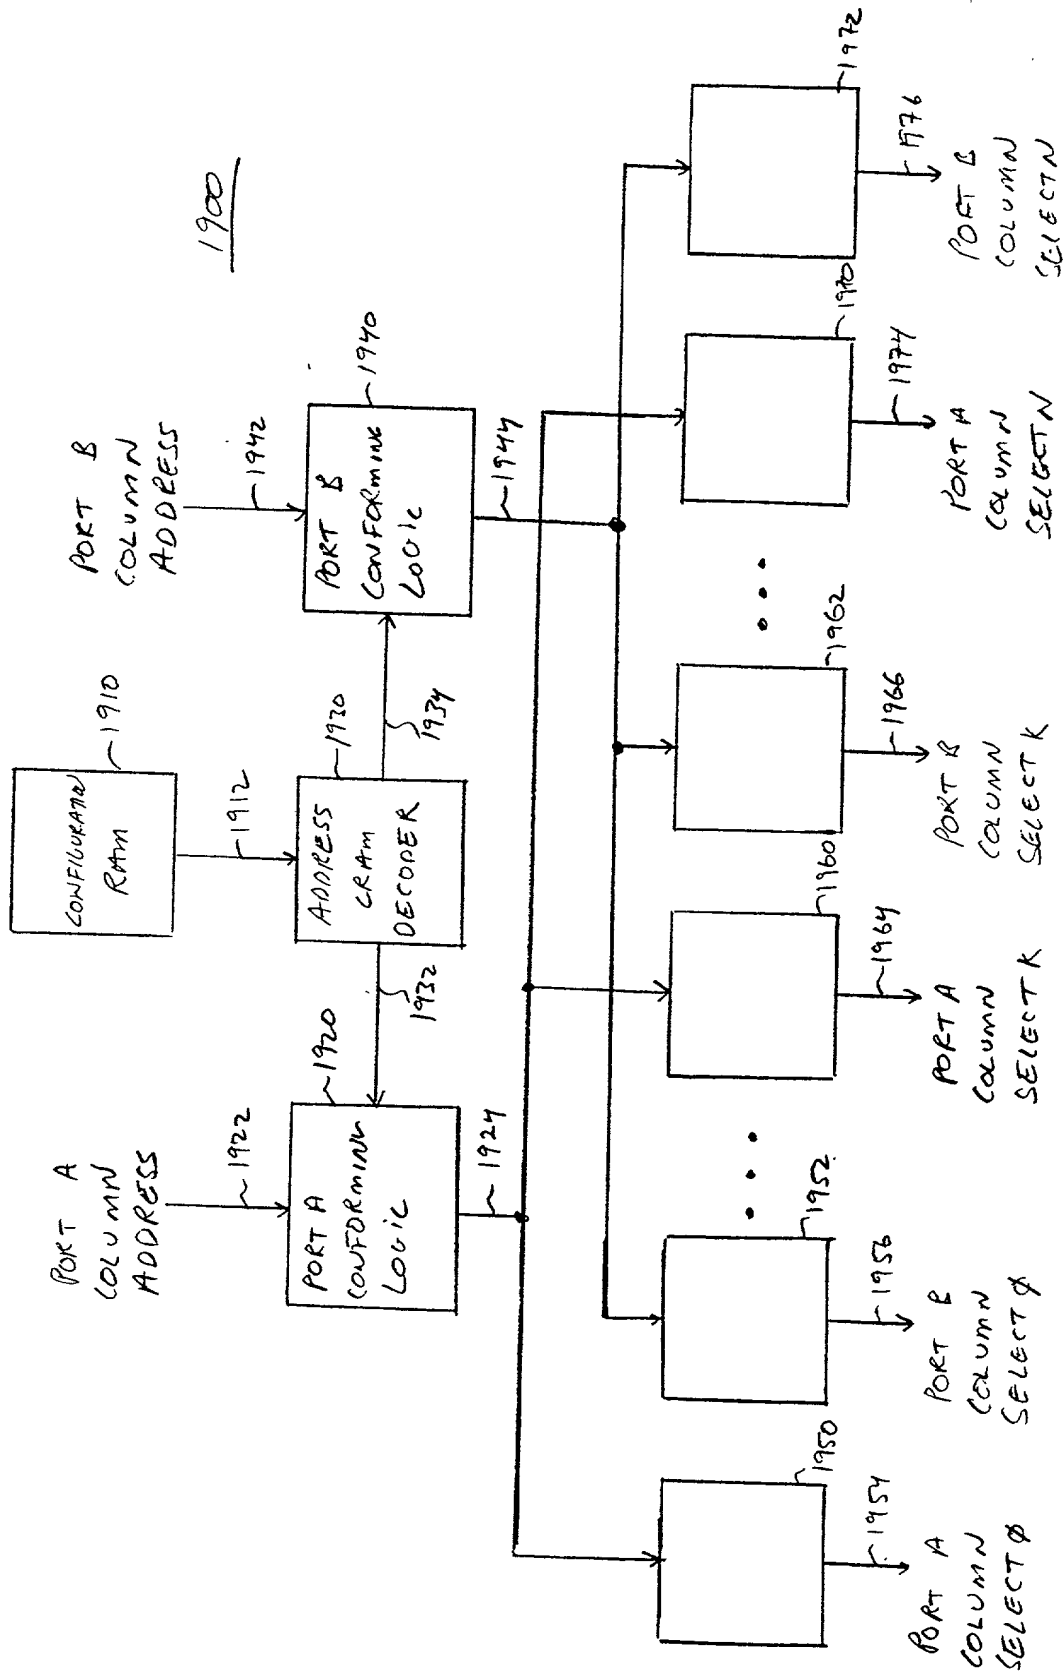 1900
PORT A
COLUMN
ADDRESS
1922
CONFIGURATIN
RAM
1910
1912
PORT B
COLUMN
ADDRESS
1942
PORT A
CONFORMING
LOGIC
1920
1932
ADDRESS
CRAM
DECODER
1930
1934
PORT B
CONFORMING
LOGIC
1940
1924
1944
1950
1952
1960
1962
1970
1972
1954
1956
1964
1966
1974
1976
PORT A
COLUMN
SELECT Ø
PORT B
COLUMN
SELECT Ø
PORT A
COLUMN
SELECT K
PORT B
COLUMN
SELECT K
PORT A
COLUMN
SELECT N
PORT B
COLUMN
SELECT N